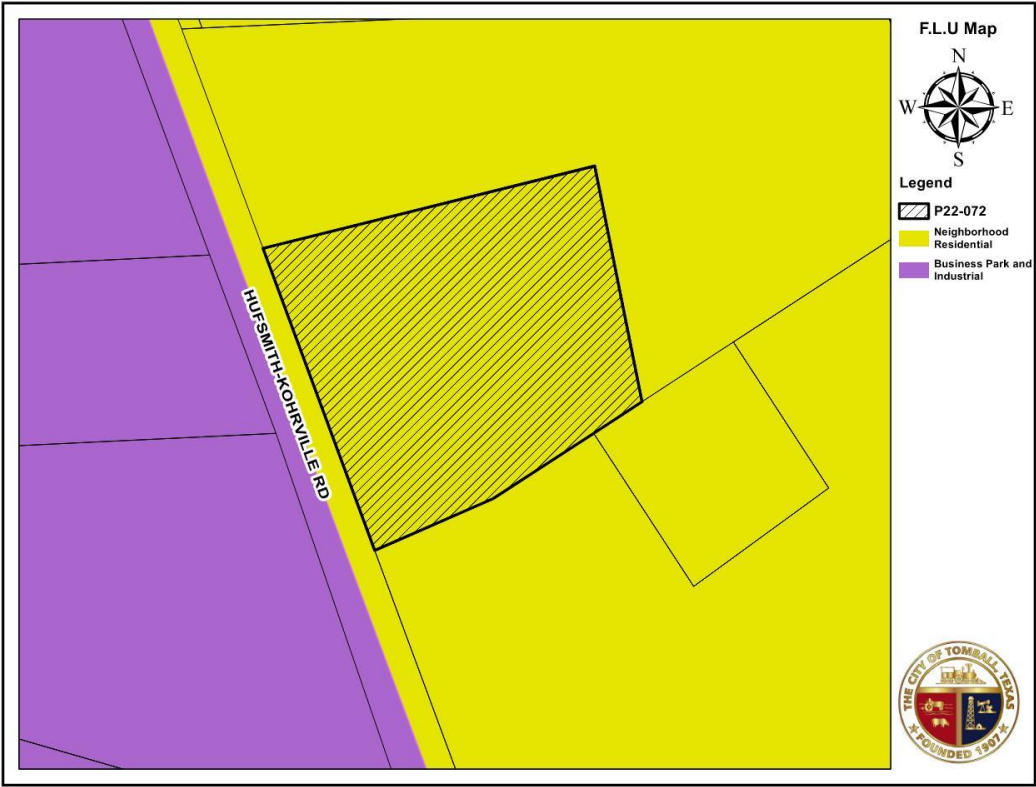 F.L.U Map
N
W E
S
Legend
P22-072
Neighborhood
Residential
Business Park and
Industrial
HUFSMITH-KOHRVILLE RD
THE CITY OF TOMBALL, TEXAS
FOUNDED 1907